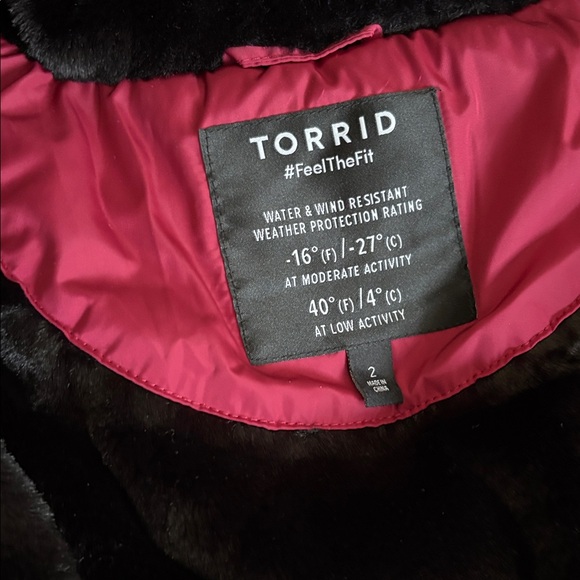 TORRID
#FeelTheFit
WATER & WIND RESISTANT
WEATHER PROTECTION RATING
-16° (F) / -27° (C)
AT MODERATE ACTIVITY
40° (F) / 4° (C)
AT LOW ACTIVITY
2
MADE IN
CHINA